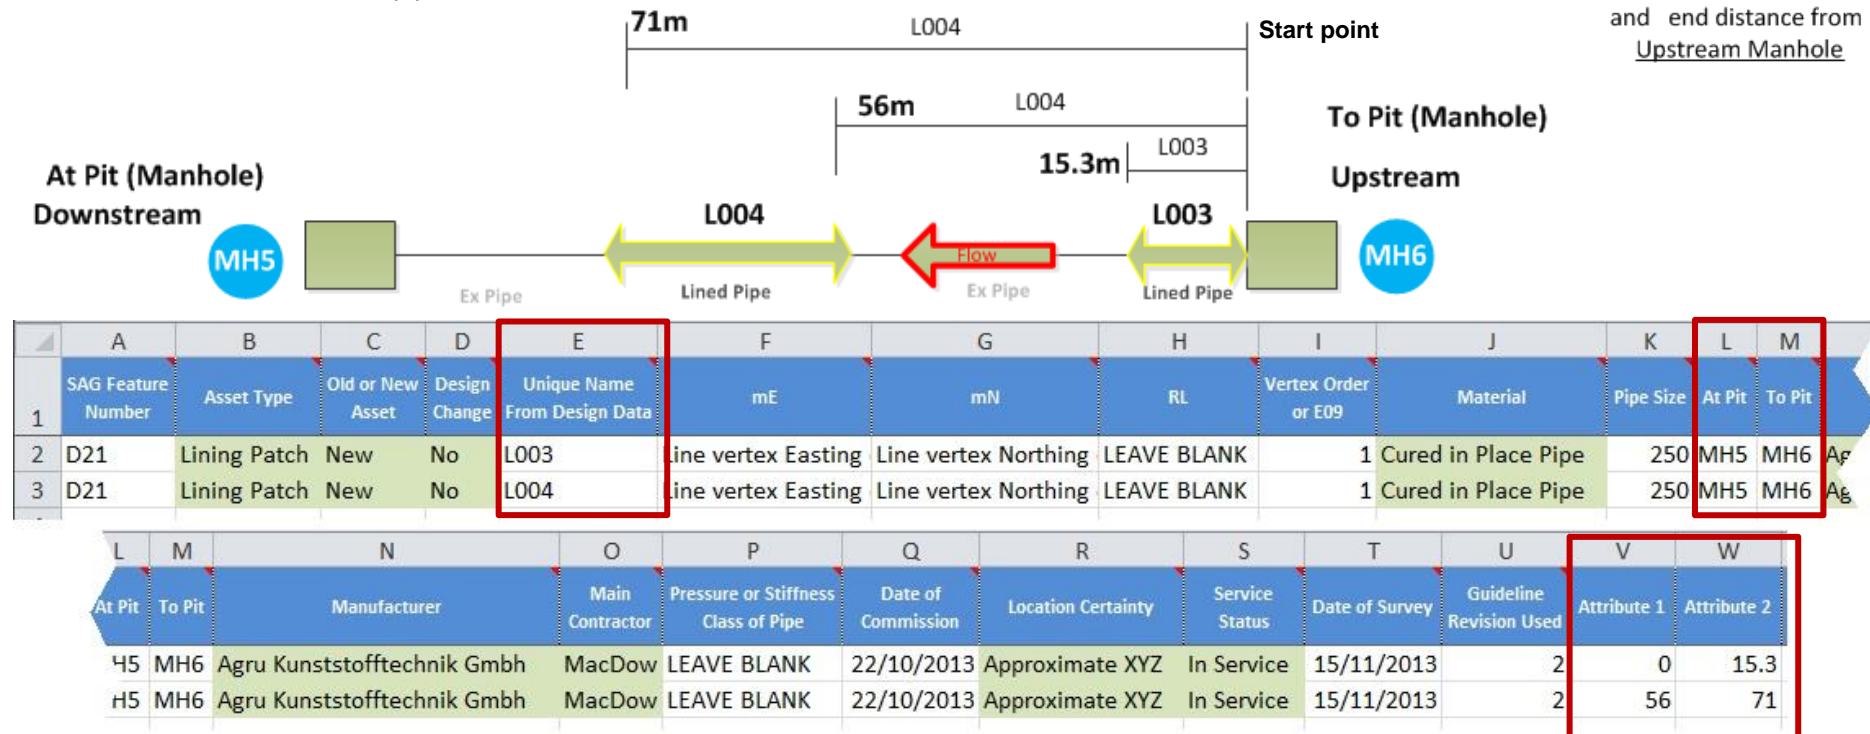 71m
L004
Start point
and end distance from
Upstream Manhole
56m
L004
To Pit (Manhole)
15.3m
L003
At Pit (Manhole)
Upstream
Downstream
L004
L003
MH5
Flow
MH6
Ex Pipe
Lined Pipe
Ex Pipe
Lined Pipe
A B C D E F G H I J K L M
1 SAG Feature Number Asset Type Old or New Asset Design Change Unique Name From Design Data mE mN RL Vertex Order or E09 Material Pipe Size At Pit To Pit
2 D21 Lining Patch New No L003 Line vertex Easting Line vertex Northing LEAVE BLANK 1 Cured in Place Pipe 250 MH5 MH6 Ag
3 D21 Lining Patch New No L004 Line vertex Easting Line vertex Northing LEAVE BLANK 1 Cured in Place Pipe 250 MH5 MH6 Ag
L M N O P Q R S T U V W
At Pit To Pit Manufacturer Main Contractor Pressure or Stiffness Class of Pipe Date of Commission Location Certainty Service Status Date of Survey Guideline Revision Used Attribute 1 Attribute 2
H5 MH6 Agru Kunststofftechnik Gmbh MacDow LEAVE BLANK 22/10/2013 Approximate XYZ In Service 15/11/2013 2 0 15.3
H5 MH6 Agru Kunststofftechnik Gmbh MacDow LEAVE BLANK 22/10/2013 Approximate XYZ In Service 15/11/2013 2 56 71